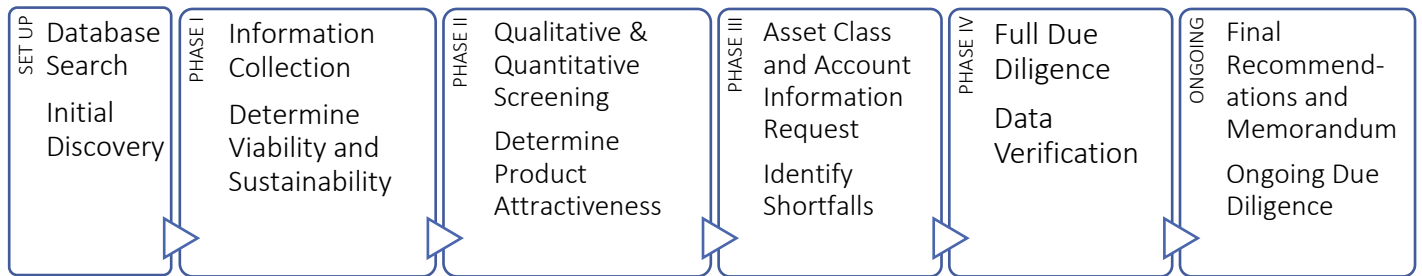 SET UP
Database
Search
Initial
Discovery
PHASE I
Information
Collection
Determine
Viability and
Sustainability
PHASE II
Qualitative &
Quantitative
Screening
Determine
Product
Attractiveness
PHASE III
Asset Class
and Account
Information
Request
Identify
Shortfalls
PHASE IV
Full Due
Diligence
Data
Verification
ONGOING
Final
Recommend-
ations and
Memorandum
Ongoing Due
Diligence